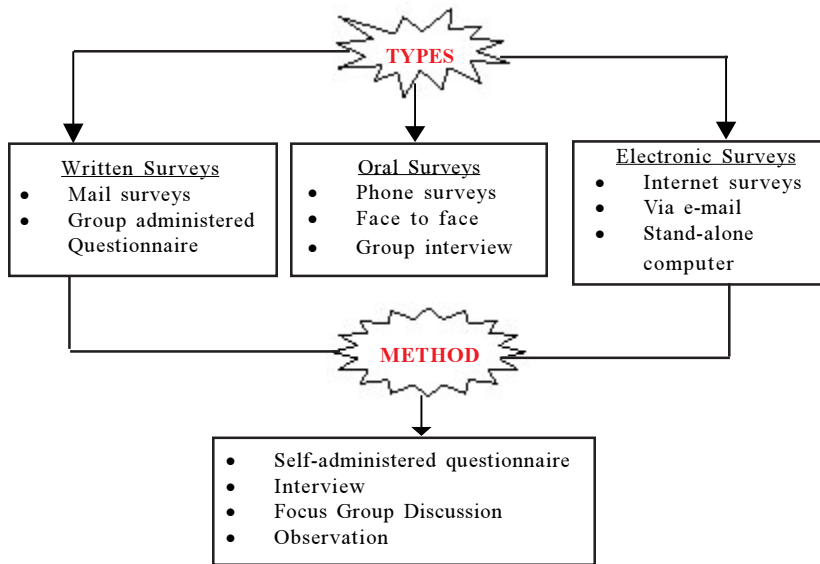 TYPES
Written Surveys
• Mail surveys
• Group administered
Questionnaire
Oral Surveys
• Phone surveys
• Face to face
• Group interview
Electronic Surveys
• Internet surveys
• Via e-mail
• Stand-alone
computer
METHOD
• Self-administered questionnaire
• Interview
• Focus Group Discussion
• Observation